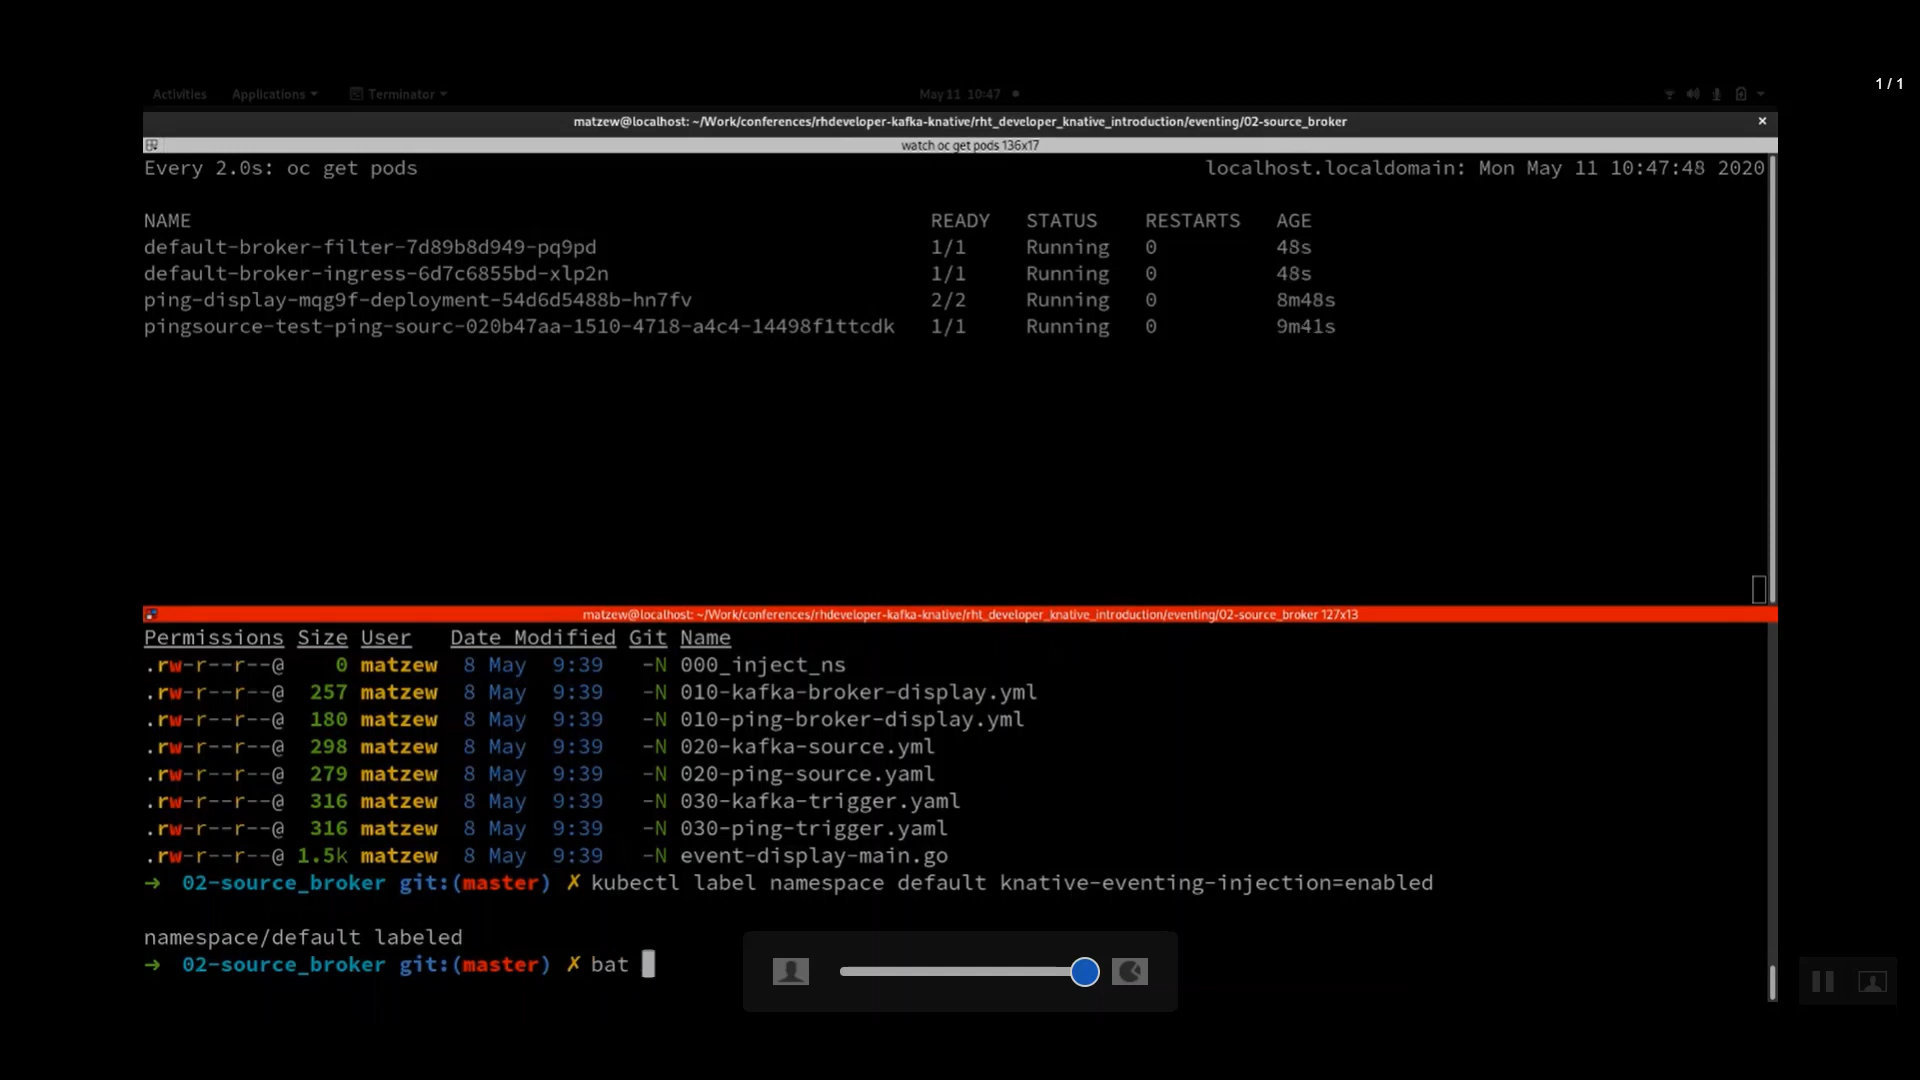 1 / 1
Activities Applications Terminator May 11 10:47
matzew@localhost: ~/Work/conferences/rhdeveloper-kafka-knative/rht_developer_knative_introduction/eventing/02-source_broker
watch oc get pods 136x17
Every 2.0s: oc get pods localhost.localdomain: Mon May 11 10:47:48 2020
NAME READY STATUS RESTARTS AGE
default-broker-filter-7d89b8d949-pq9pd 1/1 Running 0 48s
default-broker-ingress-6d7c6855bd-xlp2n 1/1 Running 0 48s
ping-display-mqg9f-deployment-54d6d5488b-hn7fv 2/2 Running 0 8m48s
pingsource-test-ping-sourc-020b47aa-1510-4718-a4c4-14498f1ttcdk 1/1 Running 0 9m41s
matzew@localhost: ~/Work/conferences/rhdeveloper-kafka-knative/rht_developer_knative_introduction/eventing/02-source_broker 127x13
Permissions Size User Date Modified Git Name
.rw-r--r--@ 0 matzew 8 May 9:39 -N 000_inject_ns
.rw-r--r--@ 257 matzew 8 May 9:39 -N 010-kafka-broker-display.yml
.rw-r--r--@ 180 matzew 8 May 9:39 -N 010-ping-broker-display.yml
.rw-r--r--@ 298 matzew 8 May 9:39 -N 020-kafka-source.yml
.rw-r--r--@ 279 matzew 8 May 9:39 -N 020-ping-source.yaml
.rw-r--r--@ 316 matzew 8 May 9:39 -N 030-kafka-trigger.yaml
.rw-r--r--@ 316 matzew 8 May 9:39 -N 030-ping-trigger.yaml
.rw-r--r--@ 1.5k matzew 8 May 9:39 -N event-display-main.go
→ 02-source_broker git:(master) ✗ kubectl label namespace default knative-eventing-injection=enabled
namespace/default labeled
→ 02-source_broker git:(master) ✗ bat